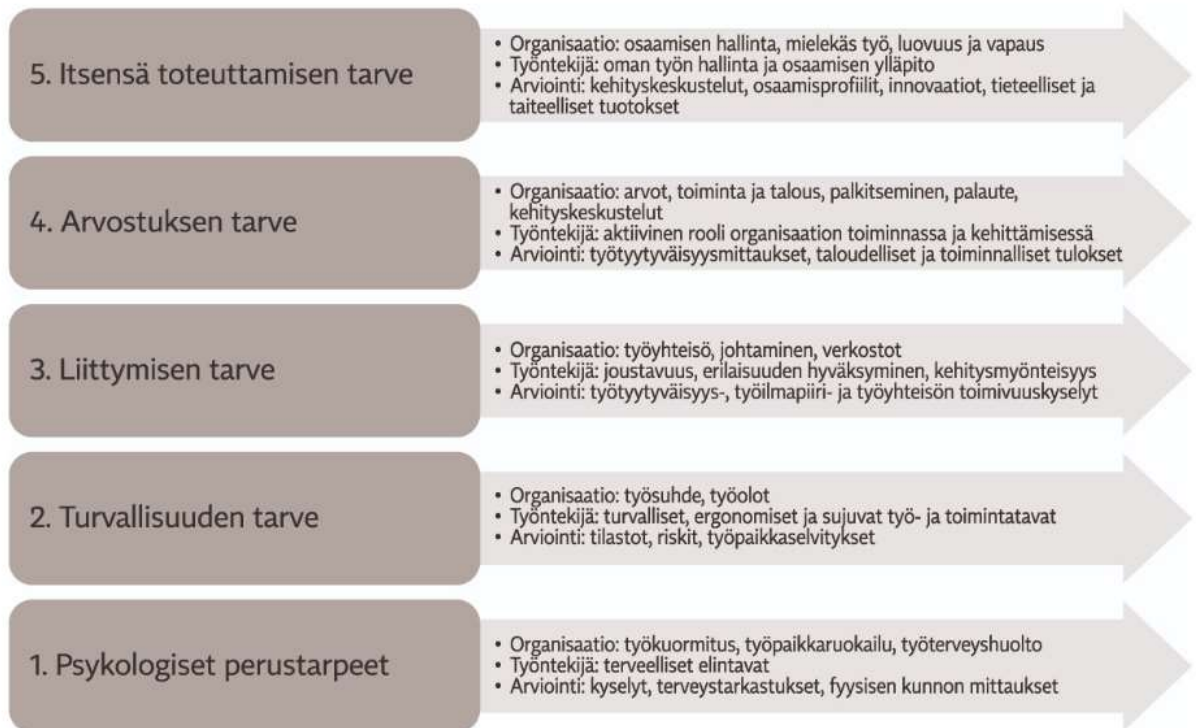 5. Itsensä toteuttamisen tarve
• Organisaatio: osaamisen hallinta, mielekäs työ, luovuus ja vapaus
• Työntekijä: oman työn hallinta ja osaamisen ylläpito
• Arviointi: kehityskeskustelut, osaamisprofiilit, innovaatiot, tieteelliset ja
taiteelliset tuotokset
4. Arvostuksen tarve
• Organisaatio: arvot, toiminta ja talous, palkitseminen, palaute,
kehityskeskustelut
• Työntekijä: aktiivinen rooli organisaation toiminnassa ja kehittämisessä
• Arviointi: työtyytyväisyysmittaukset, taloudelliset ja toiminnalliset tulokset
3. Liittymisen tarve
• Organisaatio: työyhteisö, johtaminen, verkostot
• Työntekijä: joustavuus, erilaisuuden hyväksyminen, kehitysmyönteisyys
• Arviointi: työtyytyväisyys-, työilmapiiri- ja työyhteisön toimivuuskyselyt
2. Turvallisuuden tarve
• Organisaatio: työsuhde, työolot
• Työntekijä: turvalliset, ergonomiset ja sujuvat työ- ja toimintatavat
• Arviointi: tilastot, riskit, työpaikkaselvitykset
1. Psykologiset perustarpeet
• Organisaatio: työkuormitus, työpaikkaruokailu, työterveyshuolto
• Työntekijä: terveelliset elintavat
• Arviointi: kyselyt, terveystarkastukset, fyysisen kunnon mittaukset